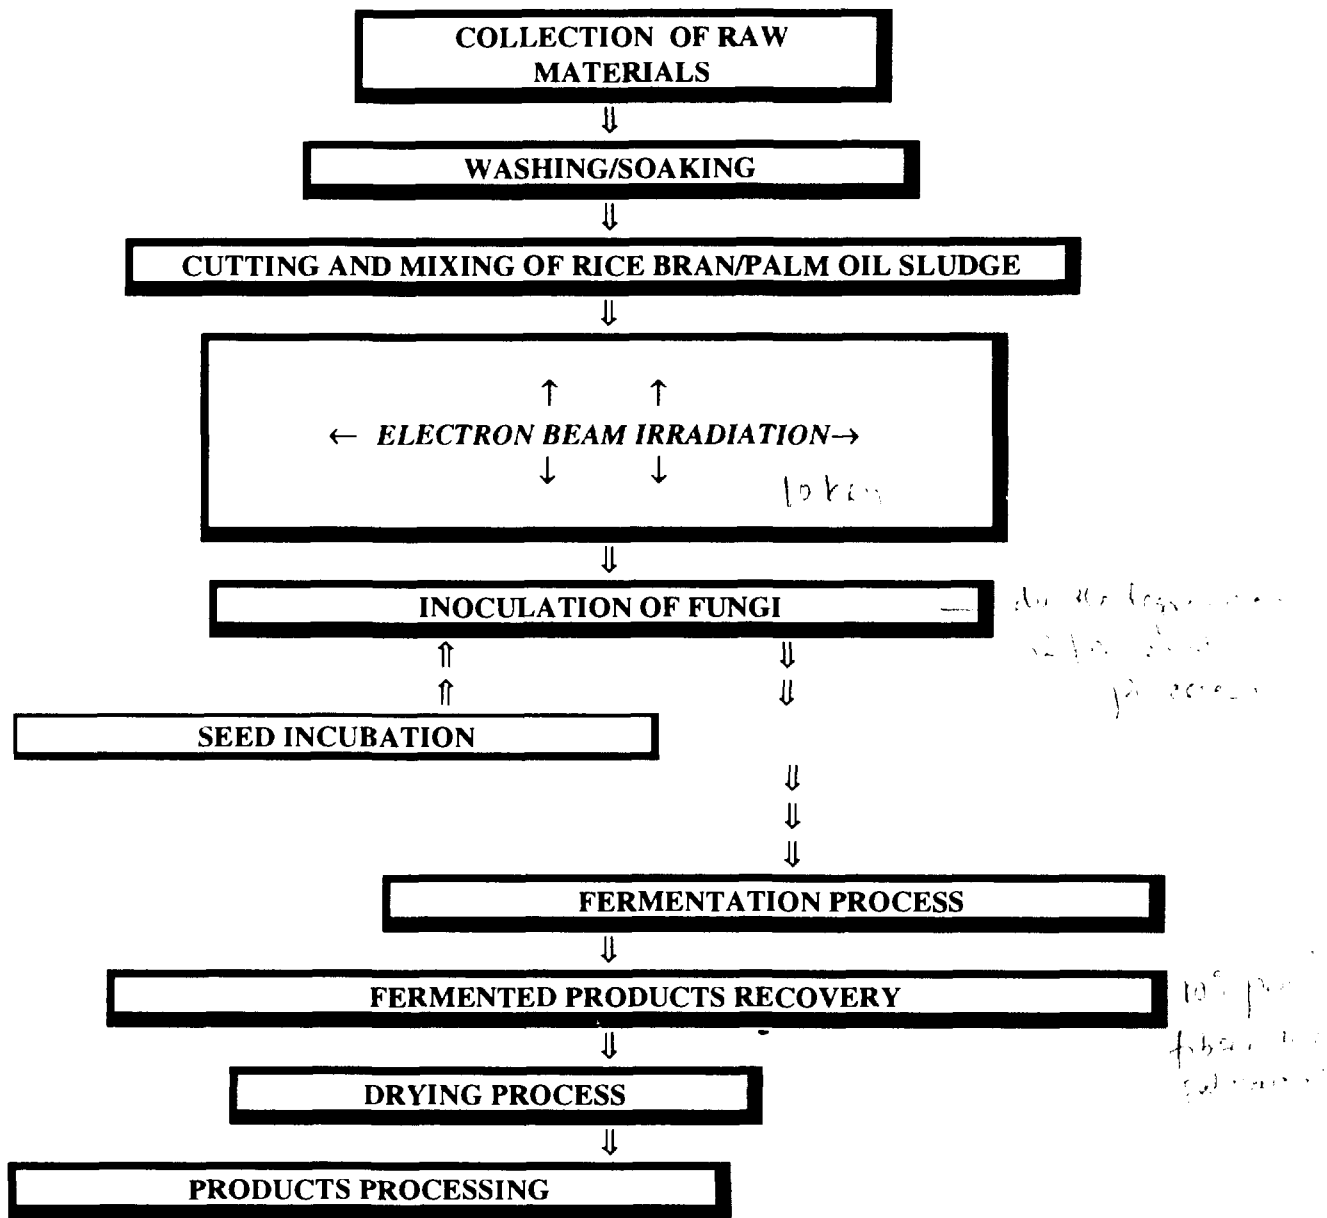 COLLECTION OF RAW
MATERIALS
⇓
WASHING/SOAKING
⇓
CUTTING AND MIXING OF RICE BRAN/PALM OIL SLUDGE
⇓
↑ ↑
← ELECTRON BEAM IRRADIATION→
↓ ↓
⇓
INOCULATION OF FUNGI
⇑ ⇓
⇑ ⇓
SEED INCUBATION
⇓
⇓
⇓
FERMENTATION PROCESS
⇓
FERMENTED PRODUCTS RECOVERY
⇓
DRYING PROCESS
⇓
PRODUCTS PROCESSING